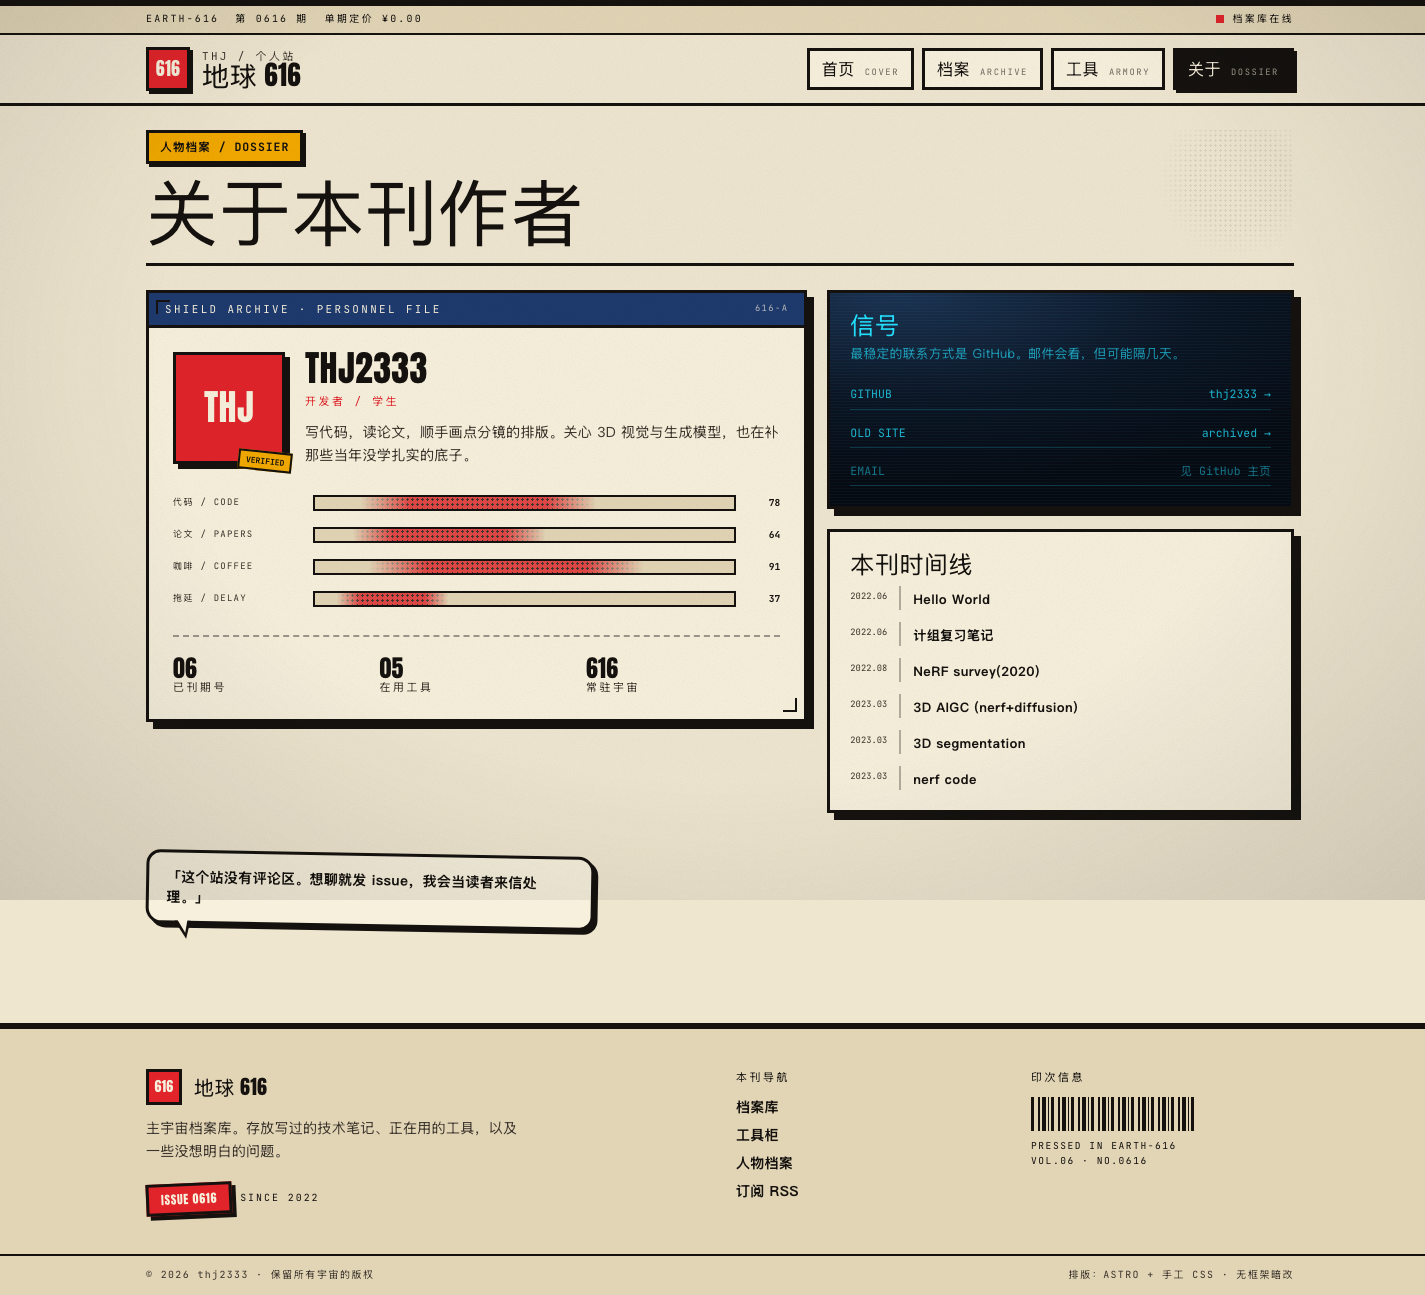 EARTH-616 第 0616 期 单期定价 ¥0.00
档案库在线
616
THJ / 个人站
地球 616
首页 COVER
档案 ARCHIVE
工具 ARMORY
关于 DOSSIER
人物档案 / DOSSIER
关于本刊作者
SHIELD ARCHIVE · PERSONNEL FILE
616-A
THJ
VERIFIED
THJ2333
开发者 / 学生
写代码，读论文，顺手画点分镜的排版。关心 3D 视觉与生成模型，也在补
那些当年没学扎实的底子。
代码 / CODE 78
论文 / PAPERS 64
咖啡 / COFFEE 91
拖延 / DELAY 37
06
已刊期号
05
在用工具
616
常驻宇宙
信号
最稳定的联系方式是 GitHub。邮件会看，但可能隔几天。
GITHUB thj2333 →
OLD SITE archived →
EMAIL 见 GitHub 主页
本刊时间线
2022.06 Hello World
2022.06 计组复习笔记
2022.08 NeRF survey(2020)
2023.03 3D AIGC (nerf+diffusion)
2023.03 3D segmentation
2023.03 nerf code
「这个站没有评论区。想聊就发 issue，我会当读者来信处
理。」
616
地球 616
主宇宙档案库。存放写过的技术笔记、正在用的工具，以及
一些没想明白的问题。
ISSUE 0616 SINCE 2022
本刊导航
档案库
工具柜
人物档案
订阅 RSS
印次信息
PRESSED IN EARTH-616
VOL.06 · NO.0616
© 2026 thj2333 · 保留所有宇宙的版权
排版：ASTRO + 手工 CSS · 无框架暗改